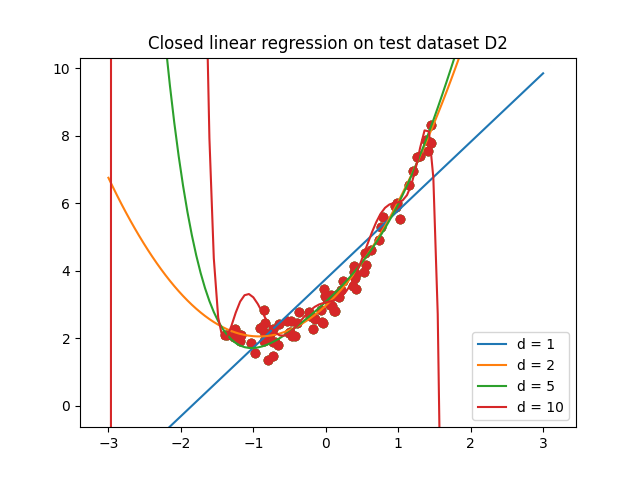 Closed linear regression on test dataset D2
10
8
6
4
2
0
−3
−2
−1
0
1
2
3
d = 1
d = 2
d = 5
d = 10